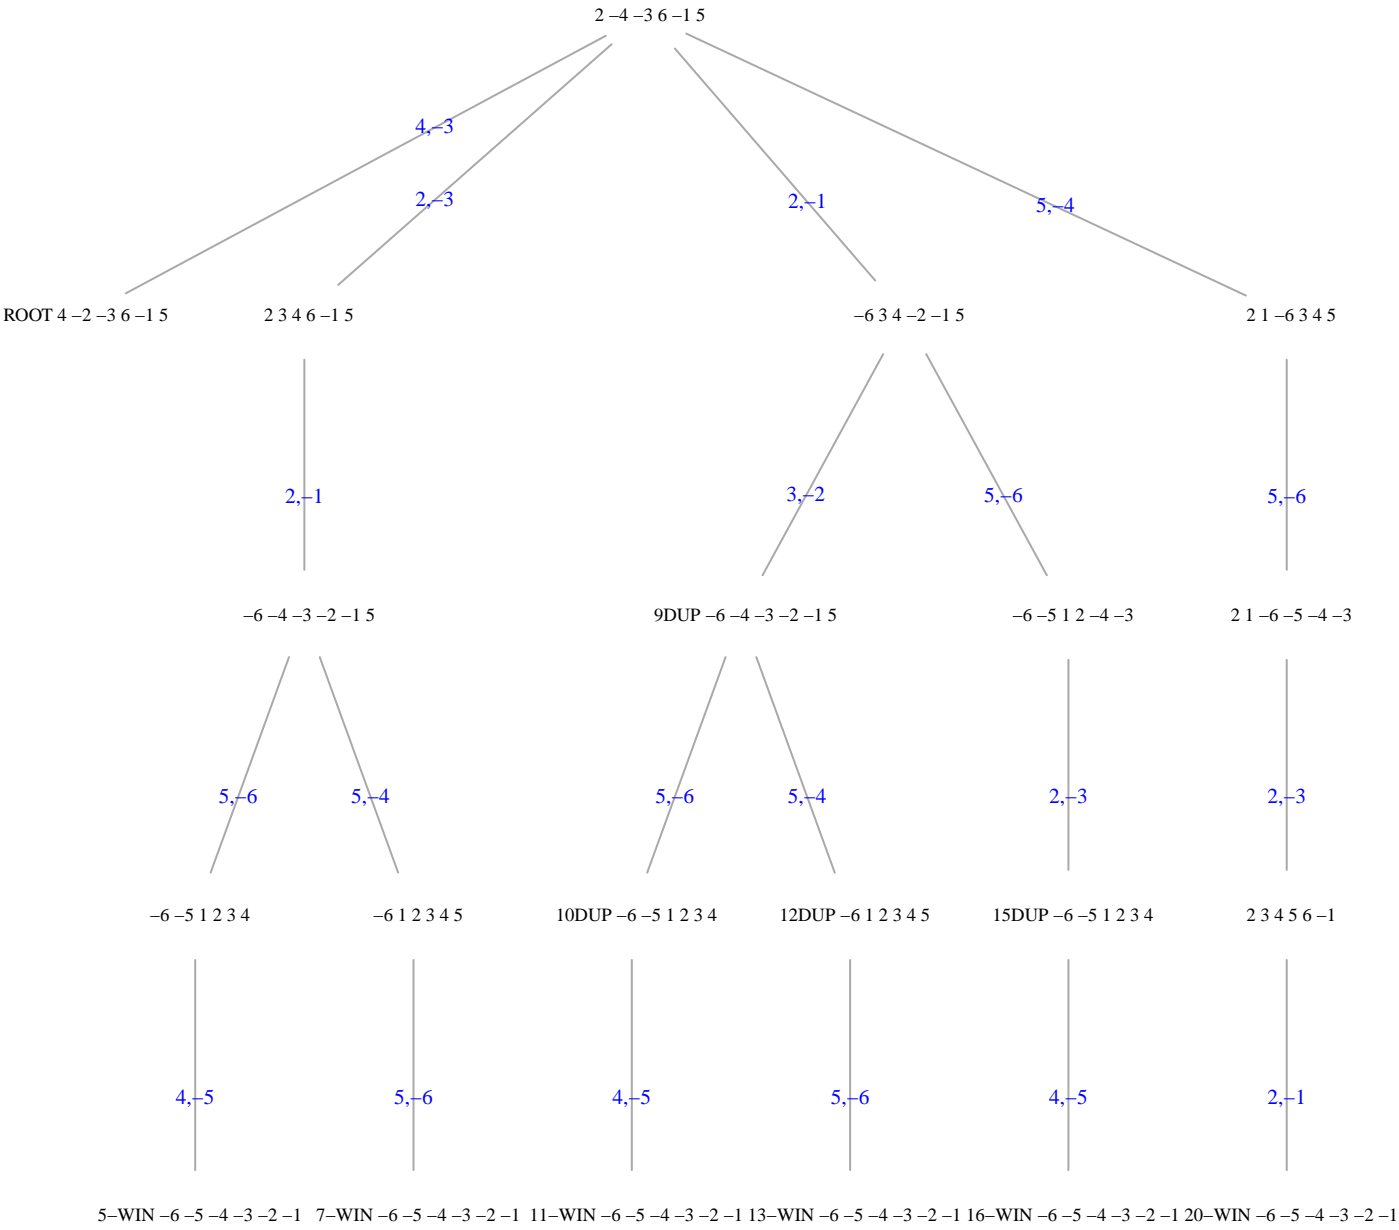 2 –4 –3 6 –1 5
4,–3
2,–3
2,–1
5,–4
ROOT 4 –2 –3 6 –1 5
2 3 4 6 –1 5
–6 3 4 –2 –1 5
2 1 –6 3 4 5
2,–1
3,–2
5,–6
5,–6
–6 –4 –3 –2 –1 5
9DUP –6 –4 –3 –2 –1 5
–6 –5 1 2 –4 –3
2 1 –6 –5 –4 –3
5,–6
5,–4
5,–6
5,–4
2,–3
2,–3
–6 –5 1 2 3 4
–6 1 2 3 4 5
10DUP –6 –5 1 2 3 4
12DUP –6 1 2 3 4 5
15DUP –6 –5 1 2 3 4
2 3 4 5 6 –1
4,–5
5,–6
4,–5
5,–6
4,–5
2,–1
5–WIN –6 –5 –4 –3 –2 –1
7–WIN –6 –5 –4 –3 –2 –1
11–WIN –6 –5 –4 –3 –2 –1
13–WIN –6 –5 –4 –3 –2 –1
16–WIN –6 –5 –4 –3 –2 –1
20–WIN –6 –5 –4 –3 –2 –1